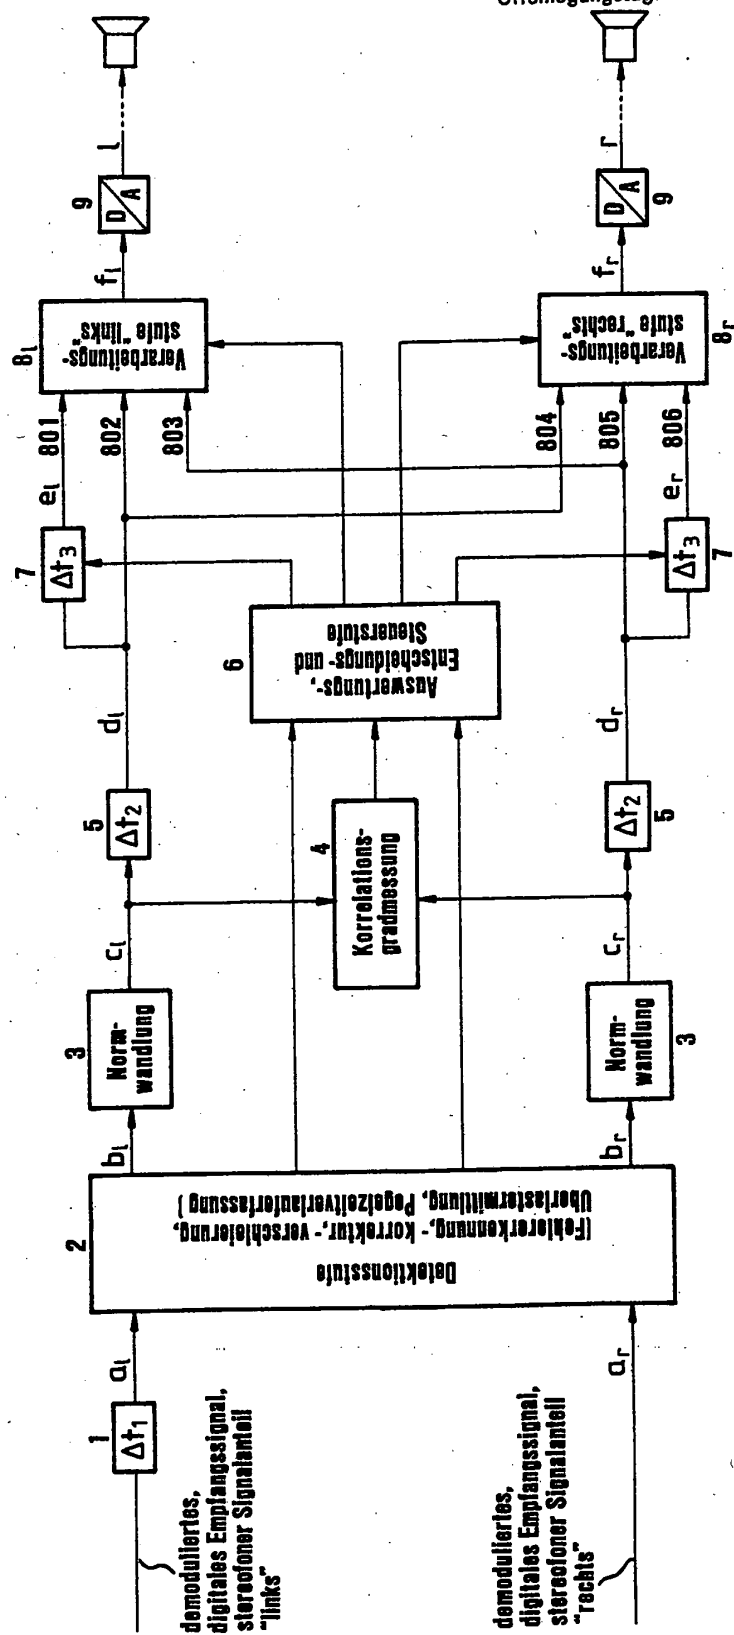 Offenlegungstag:
demoduliertes,
digitales Empfangssignal,
stereofoner Signalanteil
"links"
1
Δt1
al
2
Detektionsstufe
(Fehlererkennung, - korrektur, - verschleierung,
Überlastermittlung, Pegelzeitverlauferfassung )
bl
3
Norm-
wandlung
cl
5
Δt2
dl
7
Δt3
el
801
802
803
8l
Verarbeitungs-
stufe "links"
fl
9
D/A
l
4
Korrelations-
gradmessung
6
Auswertungs-,
Entscheidungs- und
Steuerstufe
demoduliertes,
digitales Empfangssignal,
stereofoner Signalanteil
"rechts"
ar
br
Norm-
wandlung
3
cr
Δt2
5
dr
Δt3
7
er
804
805
806
Verarbeitungs-
stufe "rechts"
8r
fr
D/A
9
r